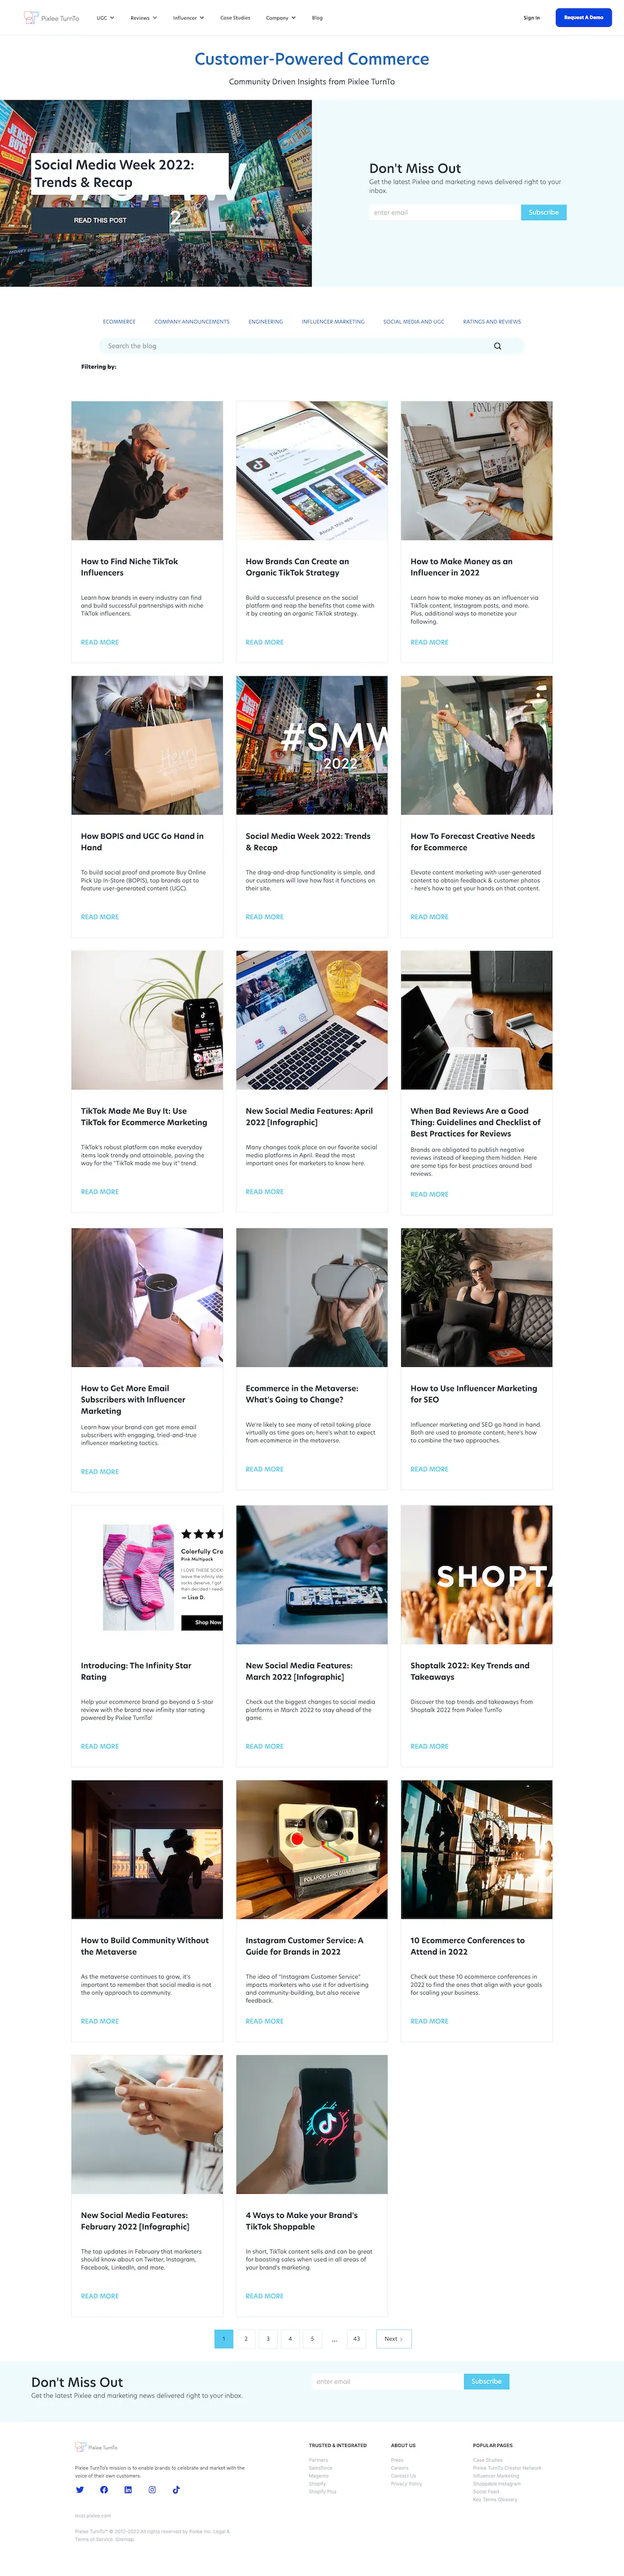 Pixlee TurnTo
UGC
Reviews
Influencer
Case Studies
Company
Blog
Sign In
Request A Demo
Customer-Powered Commerce
Community Driven Insights from Pixlee TurnTo
Social Media Week 2022:
Trends & Recap
READ THIS POST
2
Don't Miss Out
Get the latest Pixlee and marketing news delivered right to your
inbox.
enter email
Subscribe
ECOMMERCE
COMPANY ANNOUNCEMENTS
ENGINEERING
INFLUENCER MARKETING
SOCIAL MEDIA AND UGC
RATINGS AND REVIEWS
Search the blog
Filtering by:
How to Find Niche TikTok
Influencers
Learn how brands in every industry can find
and build successful partnerships with niche
TikTok influencers.
READ MORE
TikTok
About this app
How Brands Can Create an
Organic TikTok Strategy
Build a successful presence on the social
platform and reap the benefits that come with
it by creating an organic TikTok strategy.
READ MORE
How to Make Money as an
Influencer in 2022
Learn how to make money as an influencer via
TikTok content, Instagram posts, and more.
Plus, additional ways to monetize your
following.
READ MORE
How BOPIS and UGC Go Hand in
Hand
To build social proof and promote Buy Online
Pick Up In-Store (BOPIS), top brands opt to
feature user-generated content (UGC).
READ MORE
JERSEY
BOYS
#SMW
2022
Social Media Week 2022: Trends
& Recap
The drag-and-drop functionality is simple, and
our customers will love how fast it functions on
their site.
READ MORE
How To Forecast Creative Needs
for Ecommerce
Elevate content marketing with user-generated
content to obtain feedback & customer photos
- here's how to get your hands on that content.
READ MORE
TikTok Made Me Buy It: Use
TikTok for Ecommerce Marketing
TikTok's robust platform can make everyday
items look trendy and attainable, paving the
way for the "TikTok made me buy it" trend.
READ MORE
New Social Media Features: April
2022 [Infographic]
Many changes took place on our favorite social
media platforms in April. Read the most
important ones for marketers to know here.
READ MORE
When Bad Reviews Are a Good
Thing: Guidelines and Checklist of
Best Practices for Reviews
Brands are obligated to publish negative
reviews instead of keeping them hidden. Here
are some tips for best practices around bad
reviews.
READ MORE
How to Get More Email
Subscribers with Influencer
Marketing
Learn how your brand can get more email
subscribers with engaging, tried-and-true
influencer marketing tactics.
READ MORE
Ecommerce in the Metaverse:
What's Going to Change?
We're likely to see many of retail taking place
virtually as time goes on; here's what to expect
from ecommerce in the metaverse.
READ MORE
How to Use Influencer Marketing
for SEO
Influencer marketing and SEO go hand in hand.
Both are used to promote content; here's how
to combine the two approaches.
READ MORE
Colorfully Cra
Pink Multipack
I LOVE THESE SOCK
leave the infinity star
socks deserve. I got
then decided I need
— Lisa D.
Shop Now
Introducing: The Infinity Star
Rating
Help your ecommerce brand go beyond a 5-star
review with the brand new infinity star rating
powered by Pixlee TurnTo!
READ MORE
New Social Media Features:
March 2022 [Infographic]
Check out the biggest changes to social media
platforms in March 2022 to stay ahead of the
game.
READ MORE
SHOPTA
Shoptalk 2022: Key Trends and
Takeaways
Discover the top trends and takeaways from
Shoptalk 2022 from Pixlee TurnTo
READ MORE
How to Build Community Without
the Metaverse
As the metaverse continues to grow, it's
important to remember that social media is not
the only approach to community.
READ MORE
POLAROID LAND CAMERA
Instagram Customer Service: A
Guide for Brands in 2022
The idea of "Instagram Customer Service"
impacts marketers who use it for advertising
and community-building, but also receive
feedback.
READ MORE
10 Ecommerce Conferences to
Attend in 2022
Check out these 10 ecommerce conferences in
2022 to find the ones that align with your goals
for scaling your business.
READ MORE
New Social Media Features:
February 2022 [Infographic]
The top updates in February that marketers
should know about on Twitter, Instagram,
Facebook, LinkedIn, and more.
READ MORE
TikTok
4 Ways to Make your Brand's
TikTok Shoppable
In short, TikTok content sells and can be great
for boosting sales when used in all areas of
your brand's marketing.
READ MORE
1
2
3
4
5
...
43
Next ›
Don't Miss Out
Get the latest Pixlee and marketing news delivered right to your inbox.
enter email
Subscribe
Pixlee TurnTo
Pixlee TurnTo's mission is to enable brands to celebrate and market with the
voice of their own customers.
trust.pixlee.com
Pixlee TurnTo™ © 2012-2023 All rights reserved by Pixlee Inc. Legal &
Terms of Service. Sitemap.
TRUSTED & INTEGRATED
Partners
Salesforce
Magento
Shopify
Shopify Plus
ABOUT US
Press
Careers
Contact Us
Privacy Policy
POPULAR PAGES
Case Studies
Pixlee TurnTo Creator Network
Influencer Marketing
Shoppable Instagram
Social Feed
Key Terms Glossary